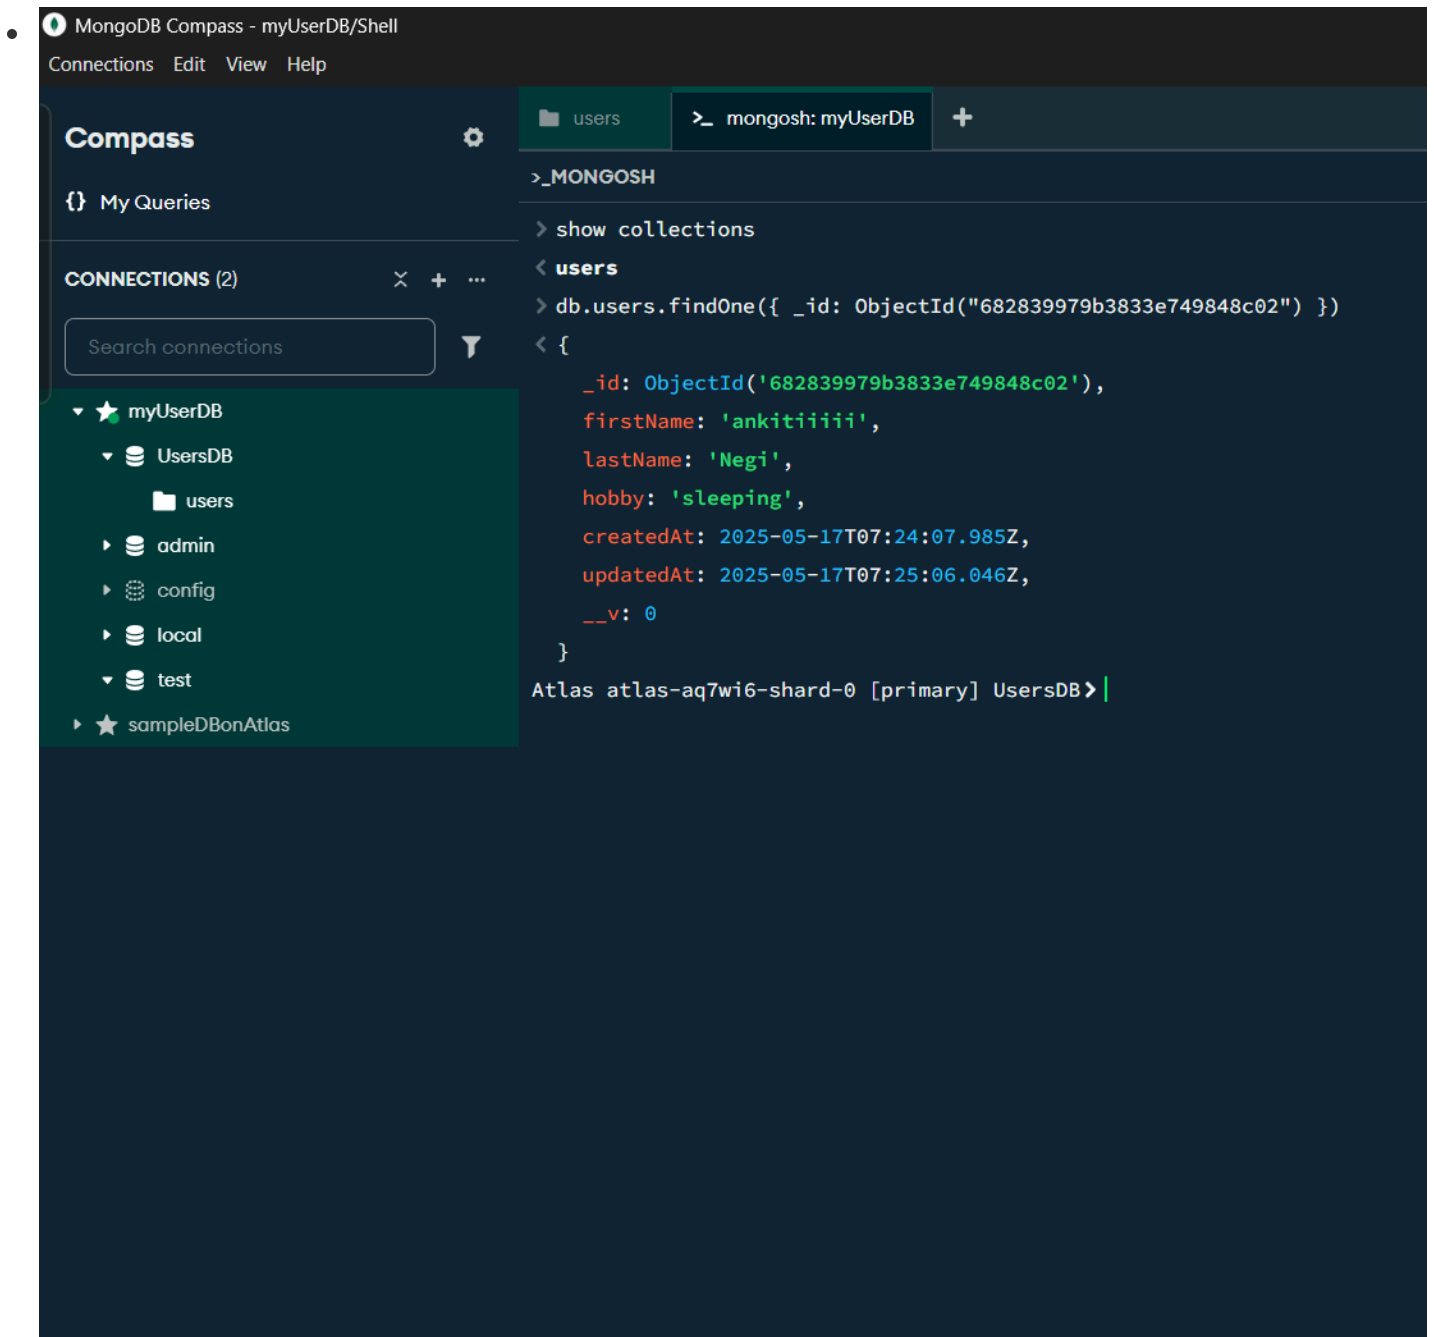 MongoDB Compass - myUserDB/Shell
Connections Edit View Help
Compass
{} My Queries
CONNECTIONS (2)
Search connections
myUserDB
UsersDB
users
admin
config
local
test
sampleDBonAtlas
users
>_ mongosh: myUserDB
>_MONGOSH
> show collections
< users
> db.users.findOne({ _id: ObjectId("682839979b3833e749848c02") })
< {
_id: ObjectId('682839979b3833e749848c02'),
firstName: 'ankitiiiii',
lastName: 'Negi',
hobby: 'sleeping',
createdAt: 2025-05-17T07:24:07.985Z,
updatedAt: 2025-05-17T07:25:06.046Z,
__v: 0
}
Atlas atlas-aq7wi6-shard-0 [primary] UsersDB>